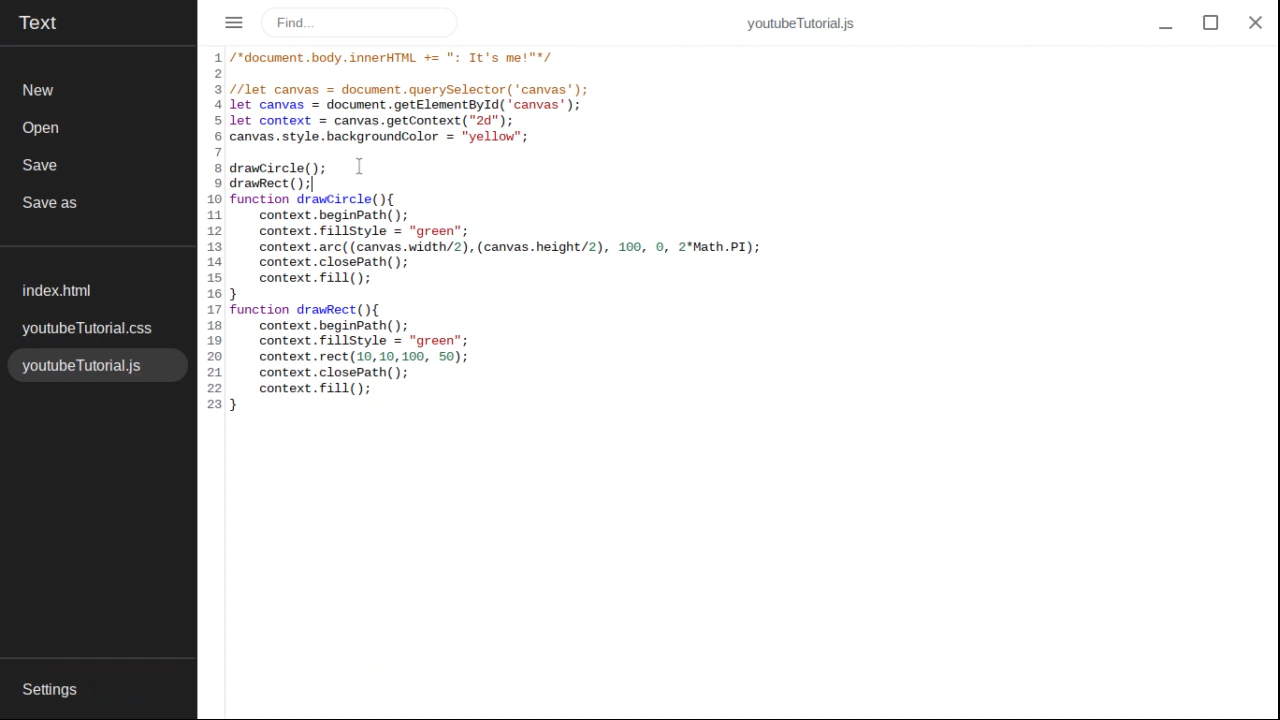 Text
Find...
youtubeTutorial.js
New
Open
Save
Save as
index.html
youtubeTutorial.css
youtubeTutorial.js
Settings
1 /*document.body.innerHTML += ": It's me!"*/
2
3 //let canvas = document.querySelector('canvas');
4 let canvas = document.getElementById('canvas');
5 let context = canvas.getContext("2d");
6 canvas.style.backgroundColor = "yellow";
7
8 drawCircle();
9 drawRect();
10 function drawCircle(){
11     context.beginPath();
12     context.fillStyle = "green";
13     context.arc((canvas.width/2),(canvas.height/2), 100, 0, 2*Math.PI);
14     context.closePath();
15     context.fill();
16 }
17 function drawRect(){
18     context.beginPath();
19     context.fillStyle = "green";
20     context.rect(10,10,100, 50);
21     context.closePath();
22     context.fill();
23 }